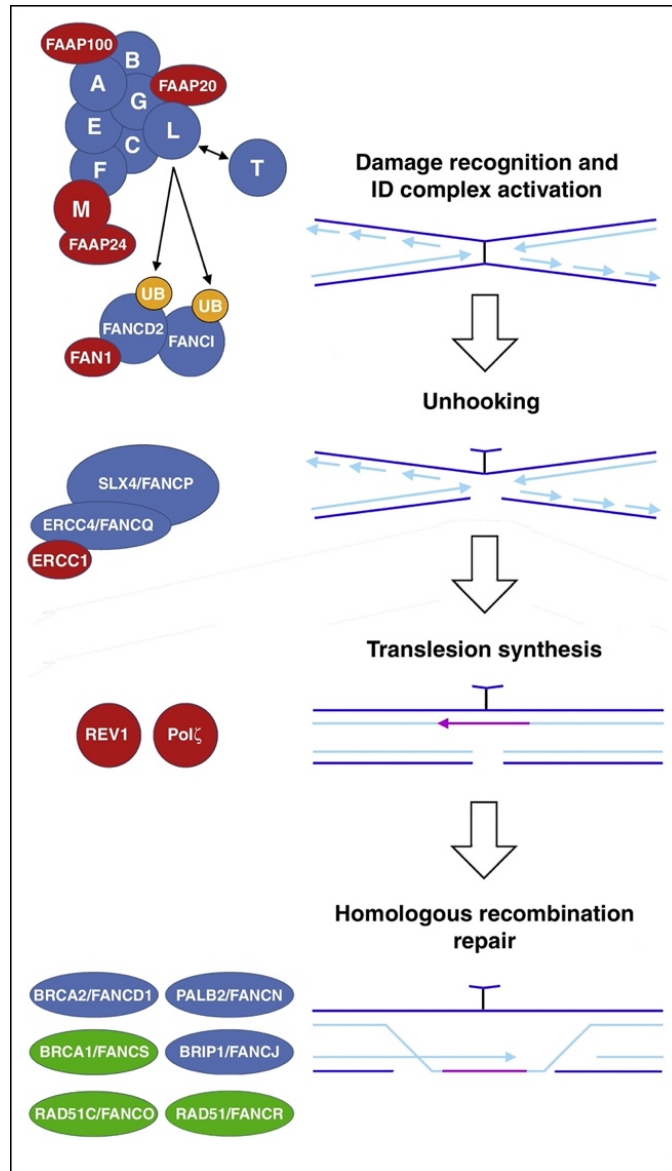 FAAP100
B
A
FAAP20
G
E
L
C
T
F
M
FAAP24
UB
UB
FANCD2
FANCI
FAN1
Damage recognition and
ID complex activation
Unhooking
SLX4/FANCP
ERCC4/FANCQ
ERCC1
Translesion synthesis
REV1
Polζ
Homologous recombination
repair
BRCA2/FANCD1
PALB2/FANCN
BRCA1/FANCS
BRIP1/FANCJ
RAD51C/FANCO
RAD51/FANCR